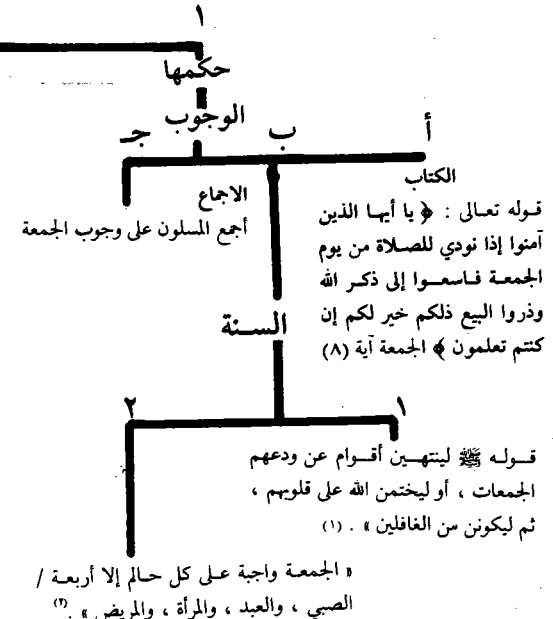 ١
حكمها
الوجوب
أ
الكتاب
قوله تعالى : ﴿ يا أيها الذين
آمنوا إذا نودي للصلاة من يوم
الجمعة فاسعوا إلى ذكر الله
وذروا البيع ذلكم خير لكم إن
كنتم تعلمون ﴾ الجمعة آية (٨)
ب
السنة
١
قوله ﷺ لينتهين أقوام عن ودعهم
الجمعات ، أو ليختمن الله على قلوبهم ،
ثم ليكونن من الغافلين » . (١)
٢
« الجمعة واجبة على كل حالم إلا أربعة /
الصبي ، والعبد ، والمرأة ، والمريض » . (٢)
جـ
الاجماع
أجمع المسلون على وجوب الجمعة